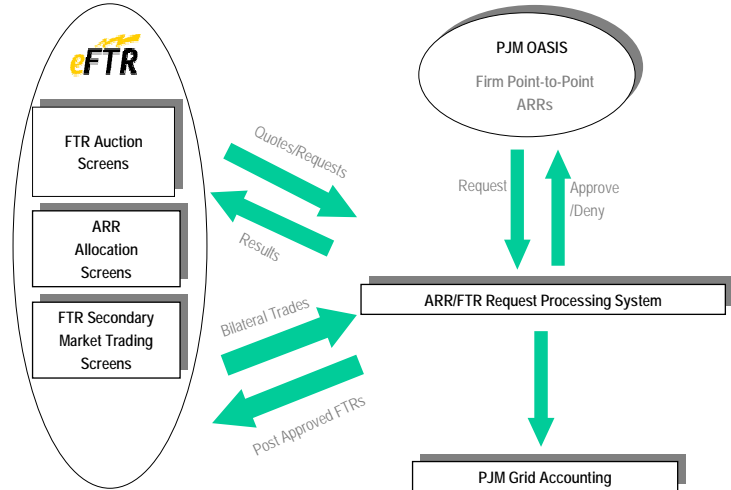 eFTR
FTR Auction
Screens
ARR
Allocation
Screens
FTR Secondary
Market Trading
Screens
Quotes/Requests
Results
Bilateral Trades
Post Approved FTRs
PJM OASIS
Firm Point-to-Point
ARRs
Request
Approve
/Deny
ARR/FTR Request Processing System
PJM Grid Accounting